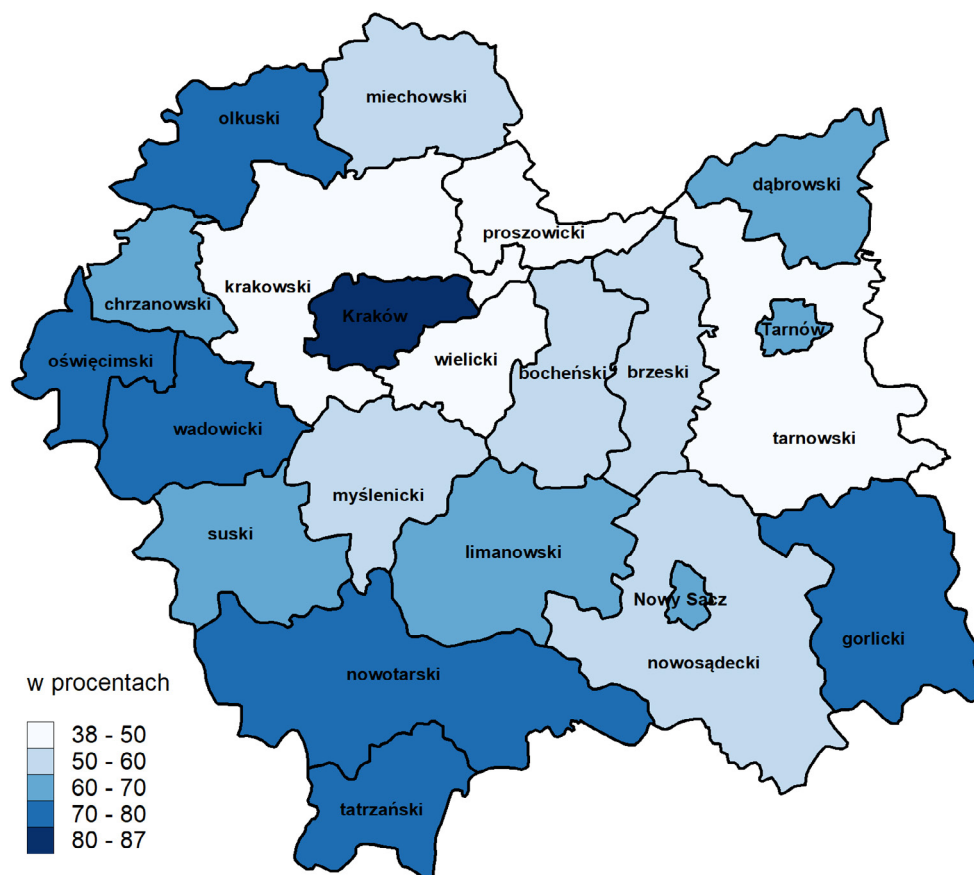 miechowski
olkuski
dąbrowski
proszowicki
krakowski
chrzanowski
Kraków
Tarnów
oświęcimski
wielicki
bocheński
brzeski
wadowicki
tarnowski
myślenicki
suski
limanowski
Nowy Sącz
gorlicki
nowosądecki
nowotarski
tatrzański
w procentach
38 - 50
50 - 60
60 - 70
70 - 80
80 - 87